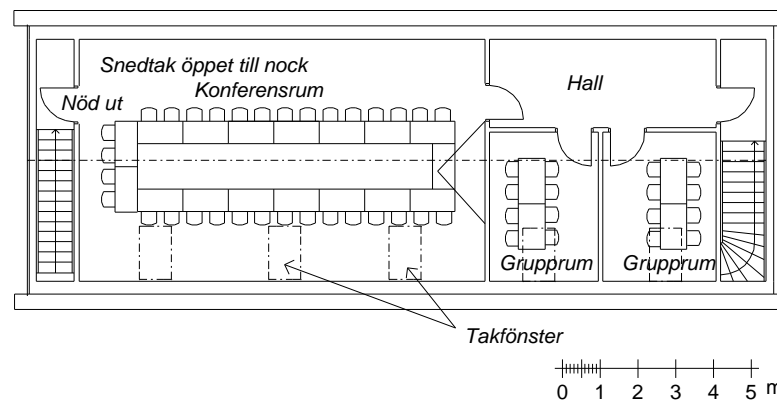 Snedtak öppet till nock
Konferensrum
Nöd ut
Hall
Grupprum
Grupprum
Takfönster
0 1 2 3 4 5 m